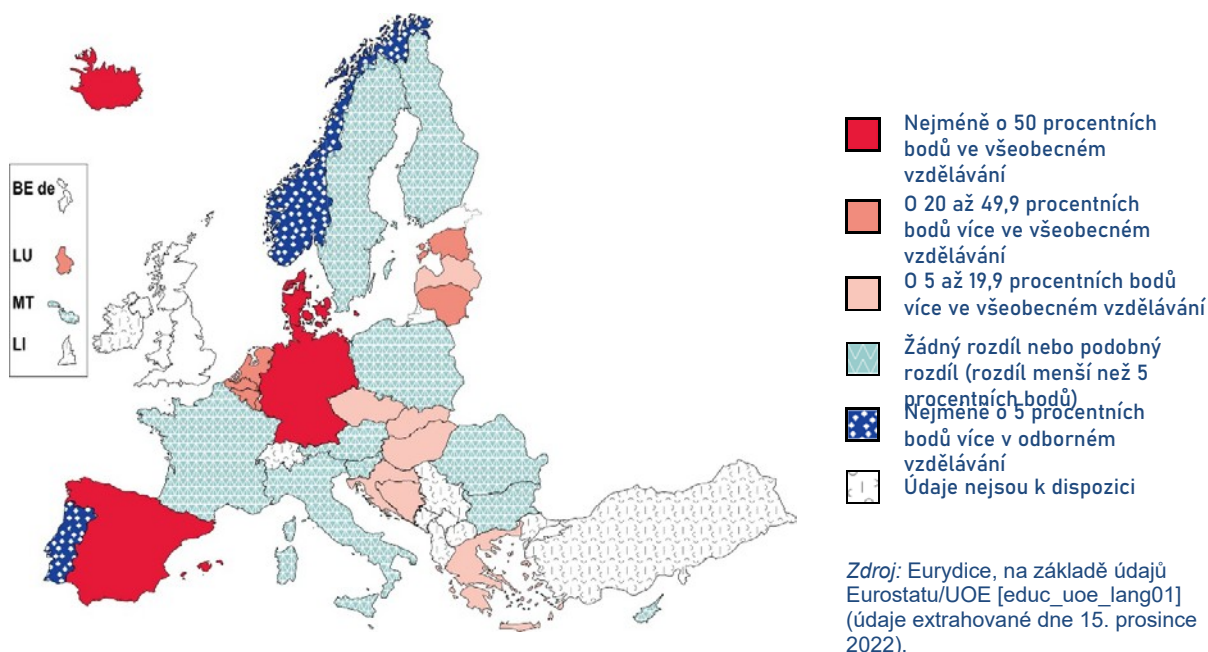 BE de
LU
MT
LI
Nejméně o 50 procentních
bodů ve všeobecném
vzdělávání
O 20 až 49,9 procentních
bodů více ve všeobecném
vzdělávání
O 5 až 19,9 procentních bodů
více ve všeobecném vzdělávání
Žádný rozdíl nebo podobný
rozdíl (rozdíl menší než 5
procentních bodů)
Nejméně o 5 procentních
bodů více v odborném
vzdělávání
Údaje nejsou k dispozici
Zdroj: Eurydice, na základě údajů
Eurostatu/UOE [educ_uoe_lang01]
(údaje extrahované dne 15. prosince
2022).